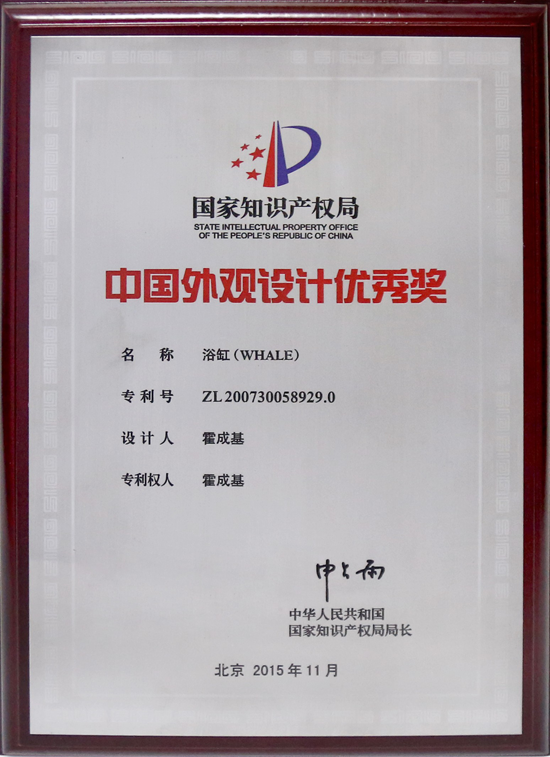 国家知识产权局
STATE INTELLECTUAL PROPERTY OFFICE
OF THE PEOPLE'S REPUBLIC OF CHINA
中国外观设计优秀奖
名 称 浴缸（WHALE）
专 利 号 ZL 200730058929.0
设 计 人 霍成基
专利权人 霍成基
申长雨
中华人民共和国
国家知识产权局局长
北京 2015 年 11 月